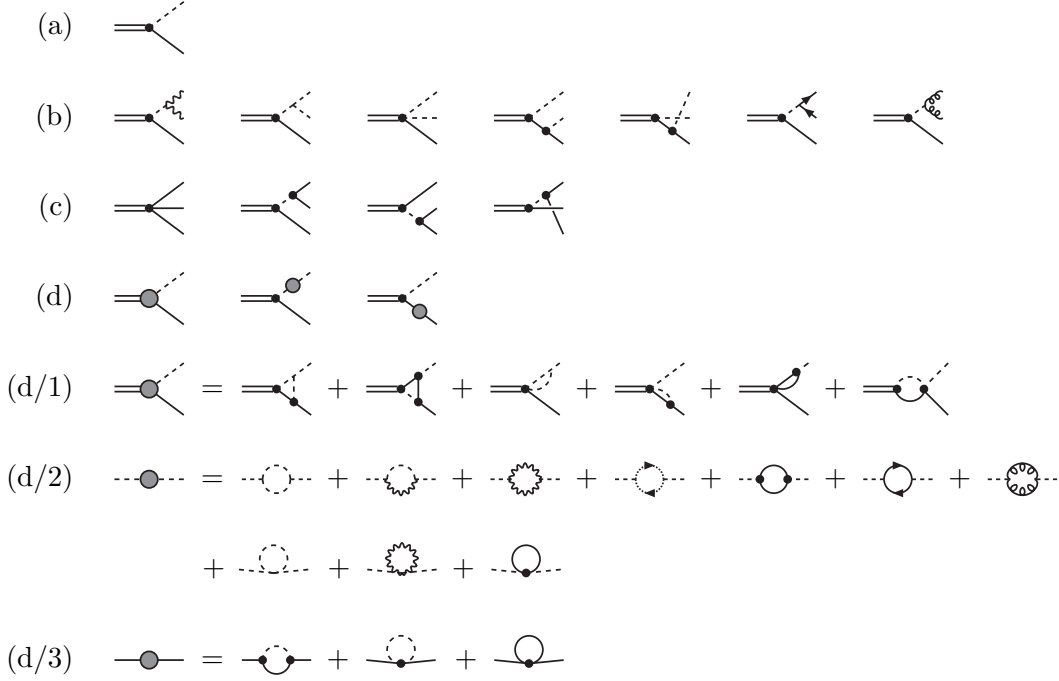 (a)
(b)
(c)
(d)
(d/1) = + + + + +
(d/2) = + + + + + +
+ + +
(d/3) = + +